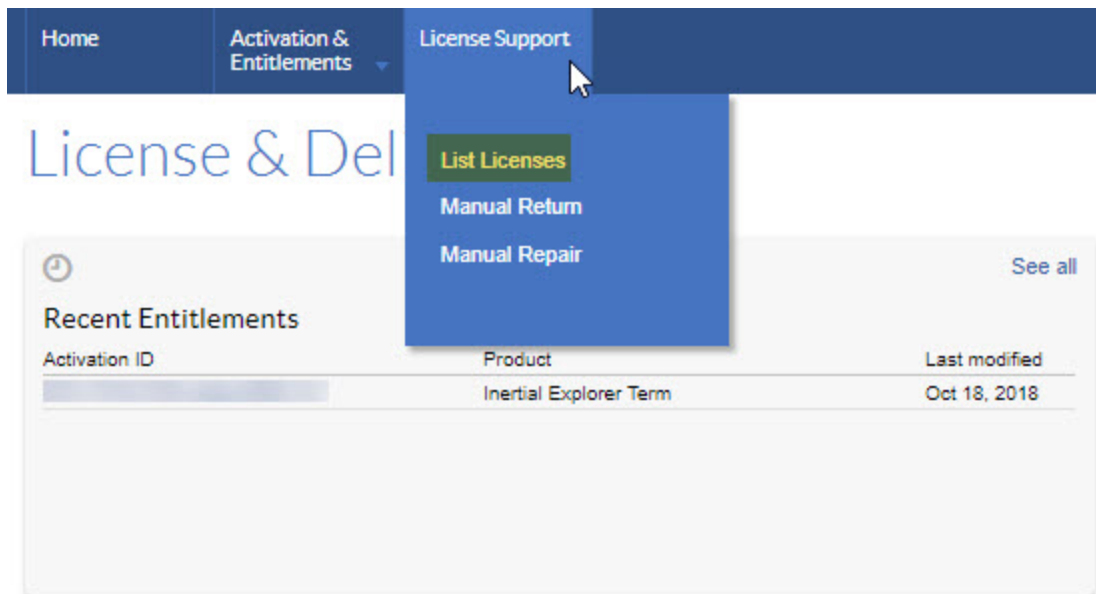 Home
Activation &
Entitlements
License Support
License & Del
List Licenses
Manual Return
Manual Repair
See all
Recent Entitlements
Activation ID Product Last modified
Inertial Explorer Term Oct 18, 2018